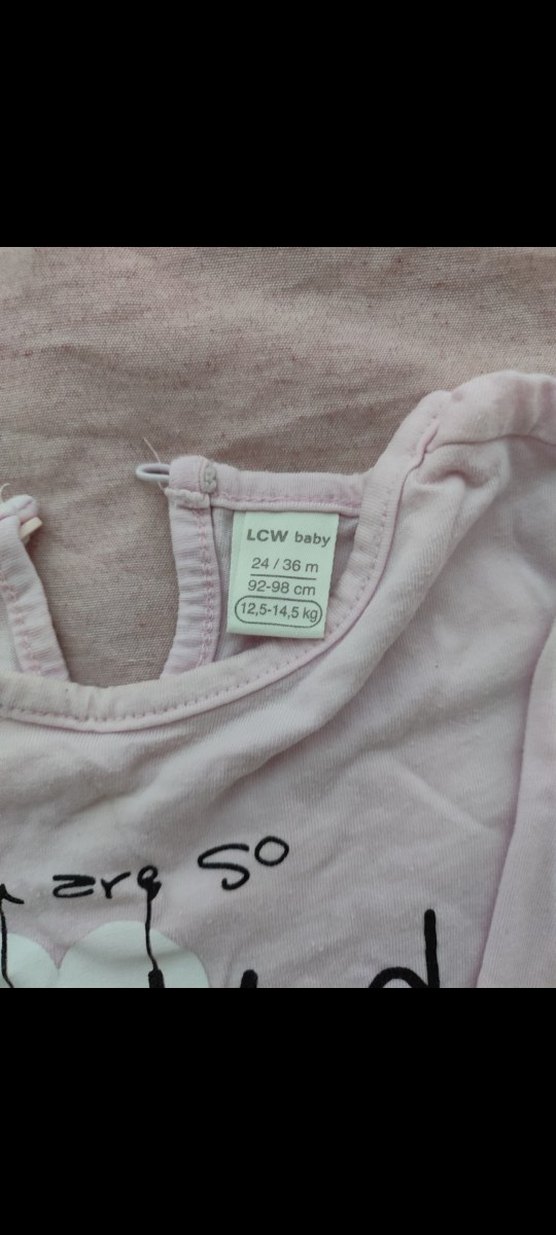 LCW baby
24 / 36 m
92-98 cm
12,5-14,5 kg
are so